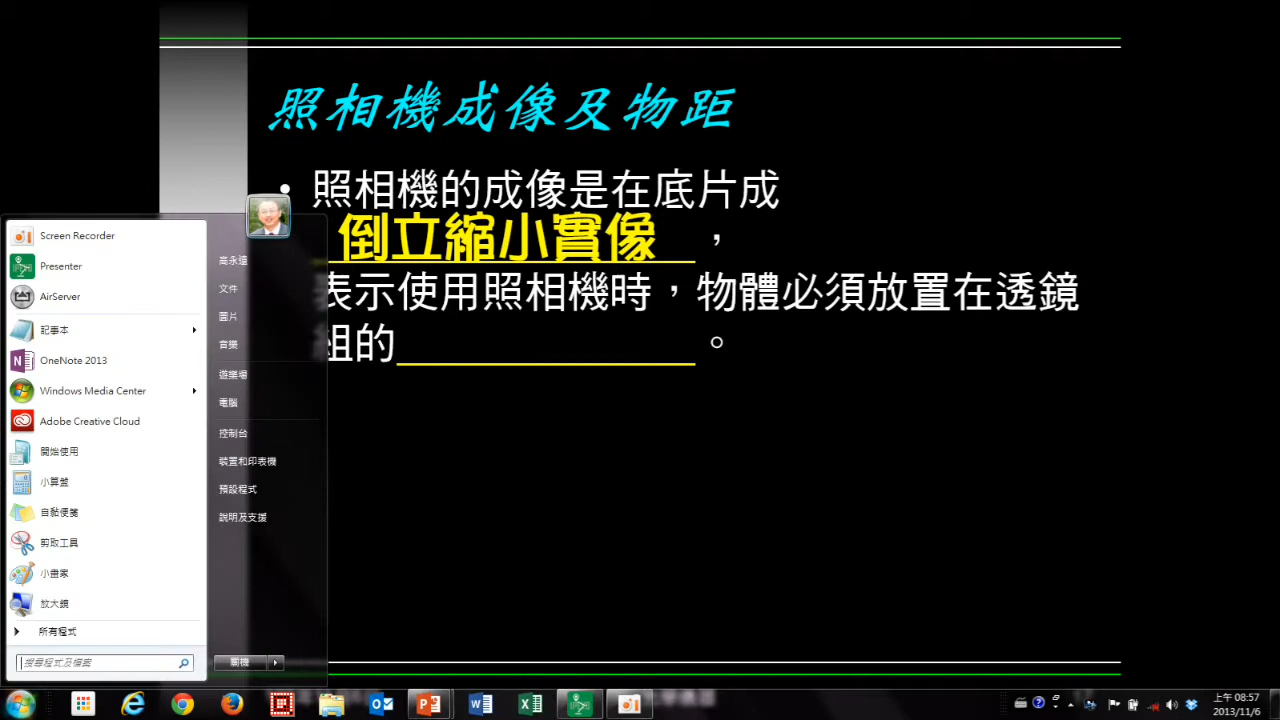 照相機成像及物距
• 照相機的成像是在底片成
倒立縮小實像，
表示使用照相機時，物體必須放置在透鏡
組的。
Screen Recorder
Presenter
AirServer
記事本
OneNote 2013
Windows Media Center
Adobe Creative Cloud
開始使用
小算盤
自黏便箋
剪取工具
小畫家
放大鏡
所有程式
搜尋程式及檔案
高永遠
文件
圖片
音樂
遊樂場
電腦
控制台
裝置和印表機
預設程式
說明及支援
關機
上午 08:57
2013/11/6